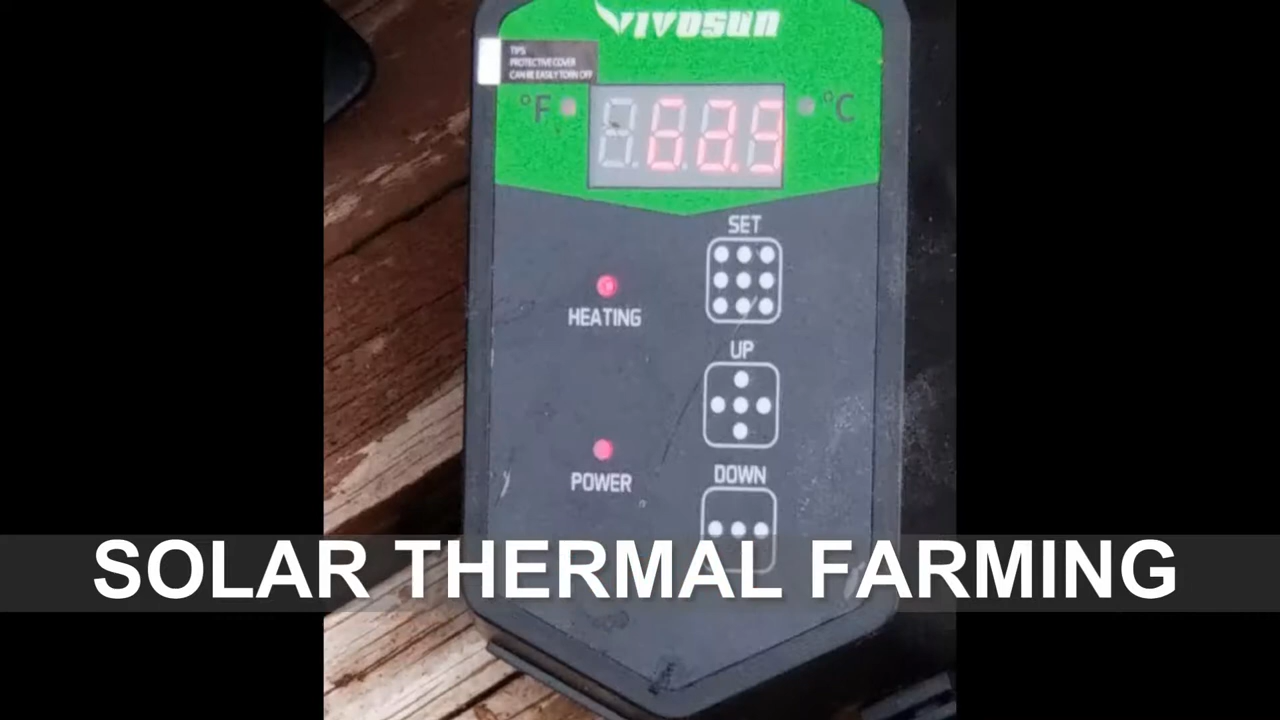 VIVOSUN
TIPS
PROTECTIVE COVER
CAN BE EASILY TORN OFF
°F
°C
SET
HEATING
UP
POWER
DOWN
SOLAR THERMAL FARMING